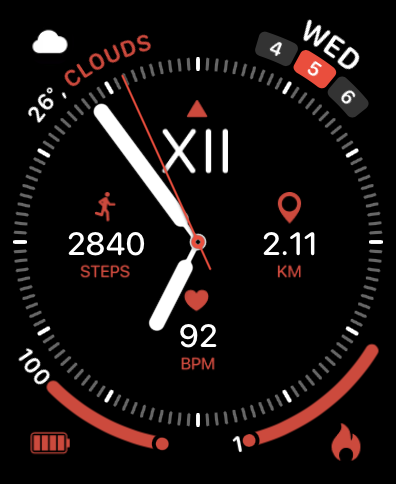 26°, CLOUDS
WED
4 5 6
XII
2840
STEPS
2.11
KM
92
BPM
100
1